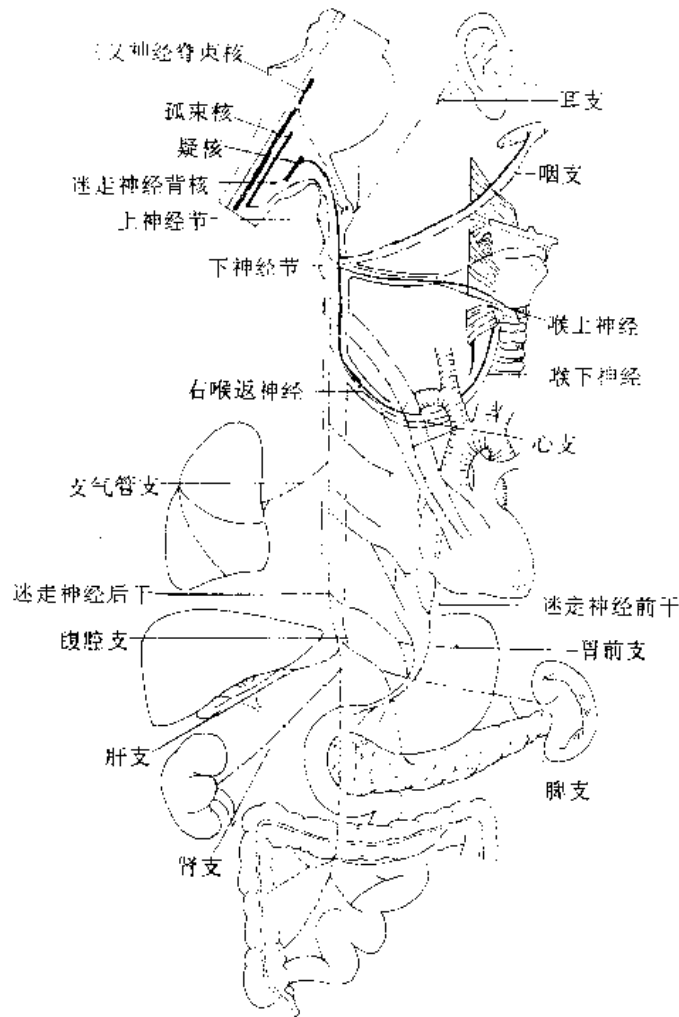 三叉神经脊束核
孤束核
疑核
迷走神经背核
上神经节
下神经节
耳支
咽支
喉上神经
喉下神经
右喉返神经
心支
支气管支
迷走神经后干
迷走神经前干
腹腔支
胃前支
肝支
脾支
肾支